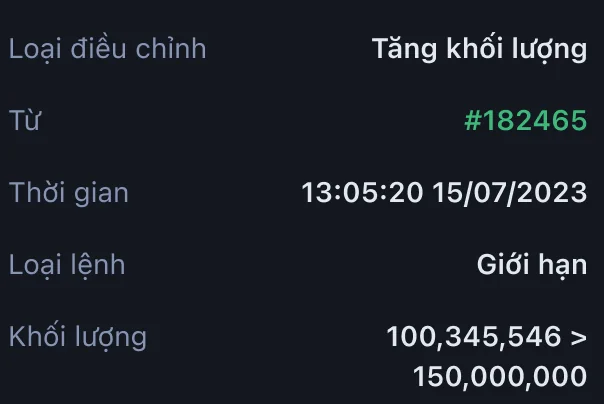 Loại điều chỉnh Tăng khối lượng
Từ #182465
Thời gian 13:05:20 15/07/2023
Loại lệnh Giới hạn
Khối lượng 100,345,546 >
150,000,000